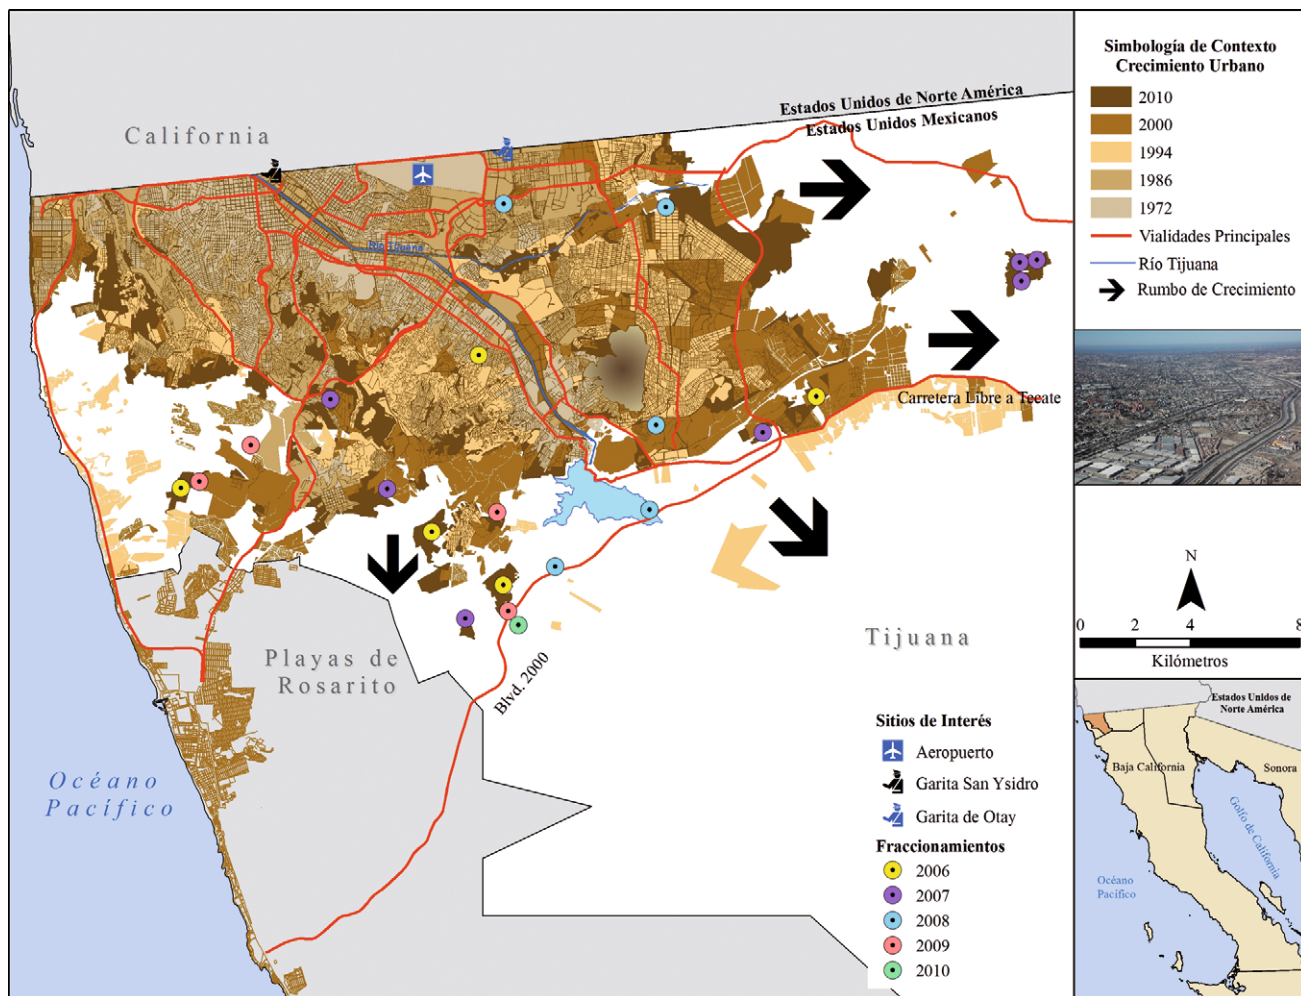 California
Estados Unidos de Norte América
Estados Unidos Mexicanos
Río Tijuana
Carretera Libre a Tecate
Tijuana
Playas de
Rosarito
Blvd. 2000
Océano
Pacífico
Sitios de Interés
Aeropuerto
Garita San Ysidro
Garita de Otay
Fraccionamientos
2006
2007
2008
2009
2010
Simbología de Contexto
Crecimiento Urbano
2010
2000
1994
1986
1972
Vialidades Principales
Río Tijuana
Rumbo de Crecimiento
N
0 2 4 8
Kilómetros
Estados Unidos de
Norte América
Baja California
Sonora
Golfo de California
Océano
Pacífico